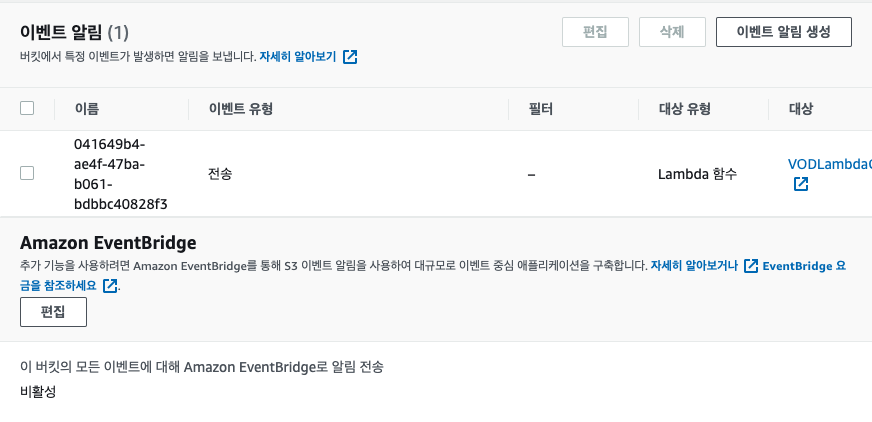 이벤트 알림 (1)
편집
삭제
이벤트 알림 생성
버킷에서 특정 이벤트가 발생하면 알림을 보냅니다. 자세히 알아보기
이름
이벤트 유형
필터
대상 유형
대상
041649b4-
ae4f-47ba-
b061-
bdbbc40828f3
전송
–
Lambda 함수
VODLambdaC
Amazon EventBridge
추가 기능을 사용하려면 Amazon EventBridge를 통해 S3 이벤트 알림을 사용하여 대규모로 이벤트 중심 애플리케이션을 구축합니다. 자세히 알아보거나 EventBridge 요
금을 참조하세요.
편집
이 버킷의 모든 이벤트에 대해 Amazon EventBridge로 알림 전송
비활성